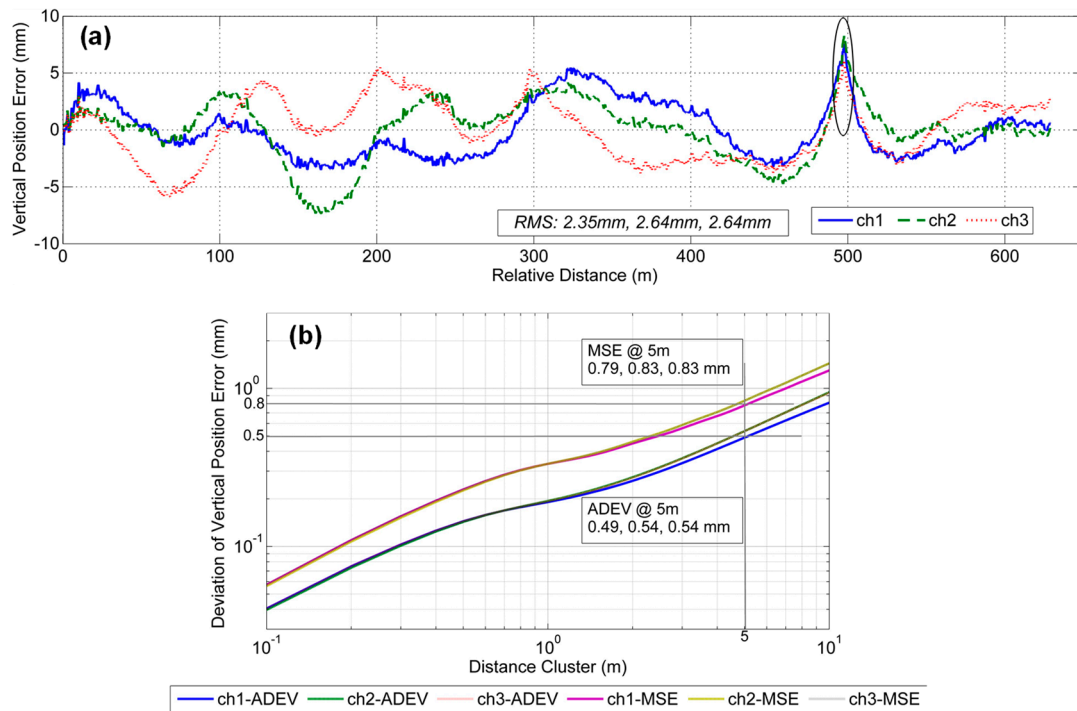 (a)
Vertical Position Error (mm)
10
5
0
-5
-10
RMS: 2.35mm, 2.64mm, 2.64mm
ch1 ch2 ch3
0 100 200 300 400 500 600
Relative Distance (m)
(b)
Deviation of Vertical Position Error (mm)
MSE @ 5m
0.79, 0.83, 0.83 mm
10^0
0.8
0.5
ADEV @ 5m
0.49, 0.54, 0.54 mm
10^-1
10^-1 10^0 5 10^1
Distance Cluster (m)
ch1-ADEV ch2-ADEV ch3-ADEV ch1-MSE ch2-MSE ch3-MSE